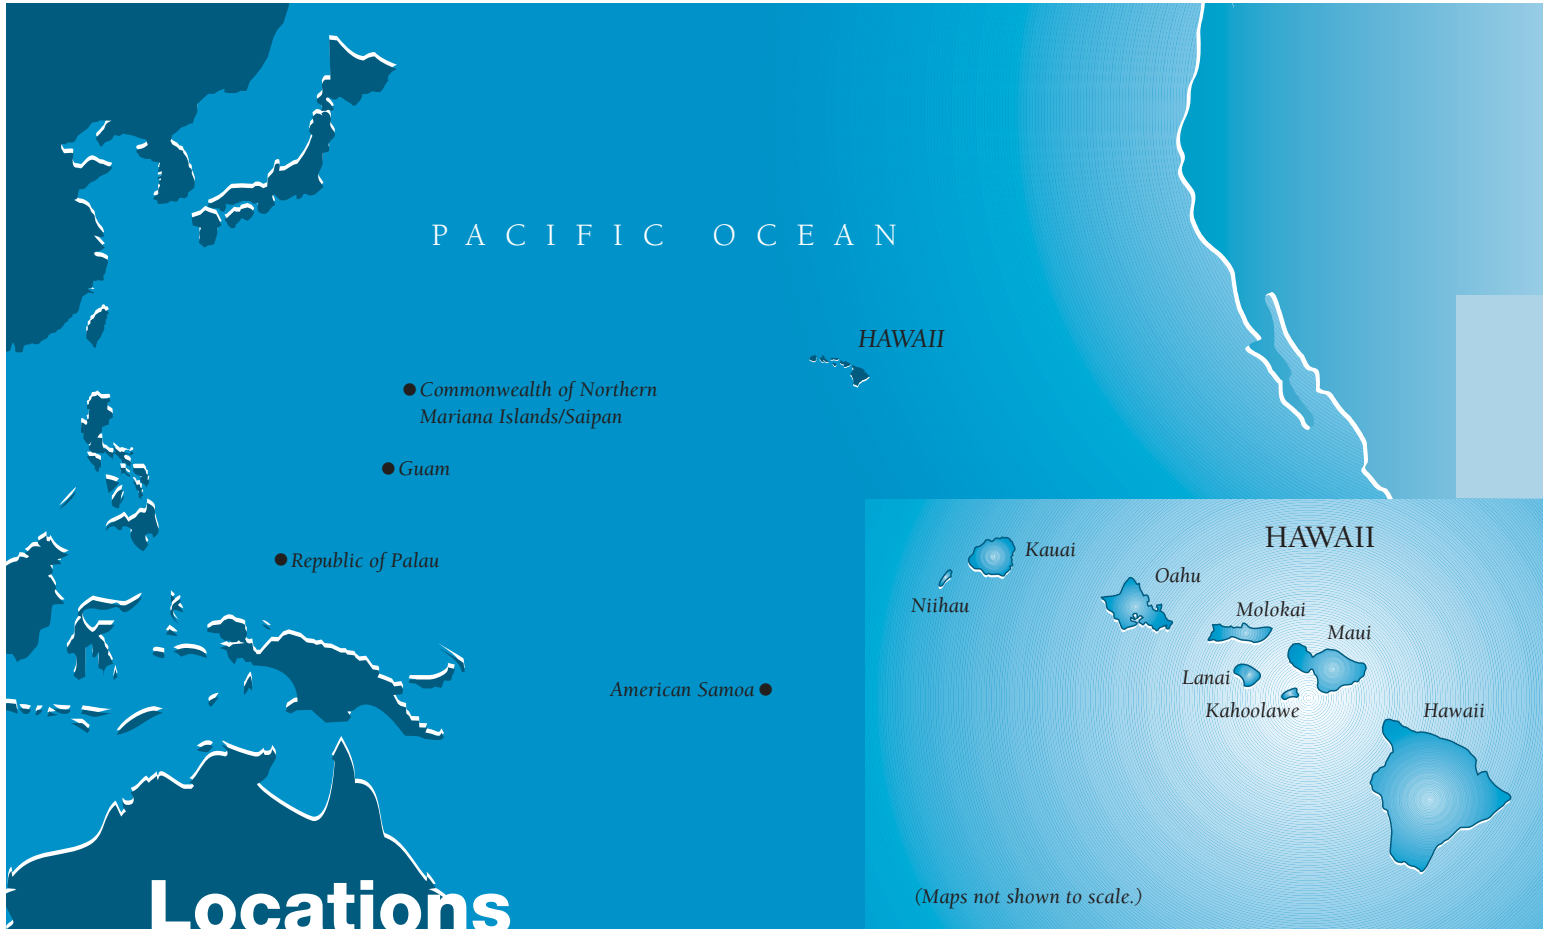 PACIFIC OCEAN
HAWAII
Commonwealth of Northern
Mariana Islands/Saipan
Guam
Republic of Palau
American Samoa
HAWAII
Kauai
Niihau
Oahu
Molokai
Maui
Lanai
Kahoolawe
Hawaii
(Maps not shown to scale.)
Locations